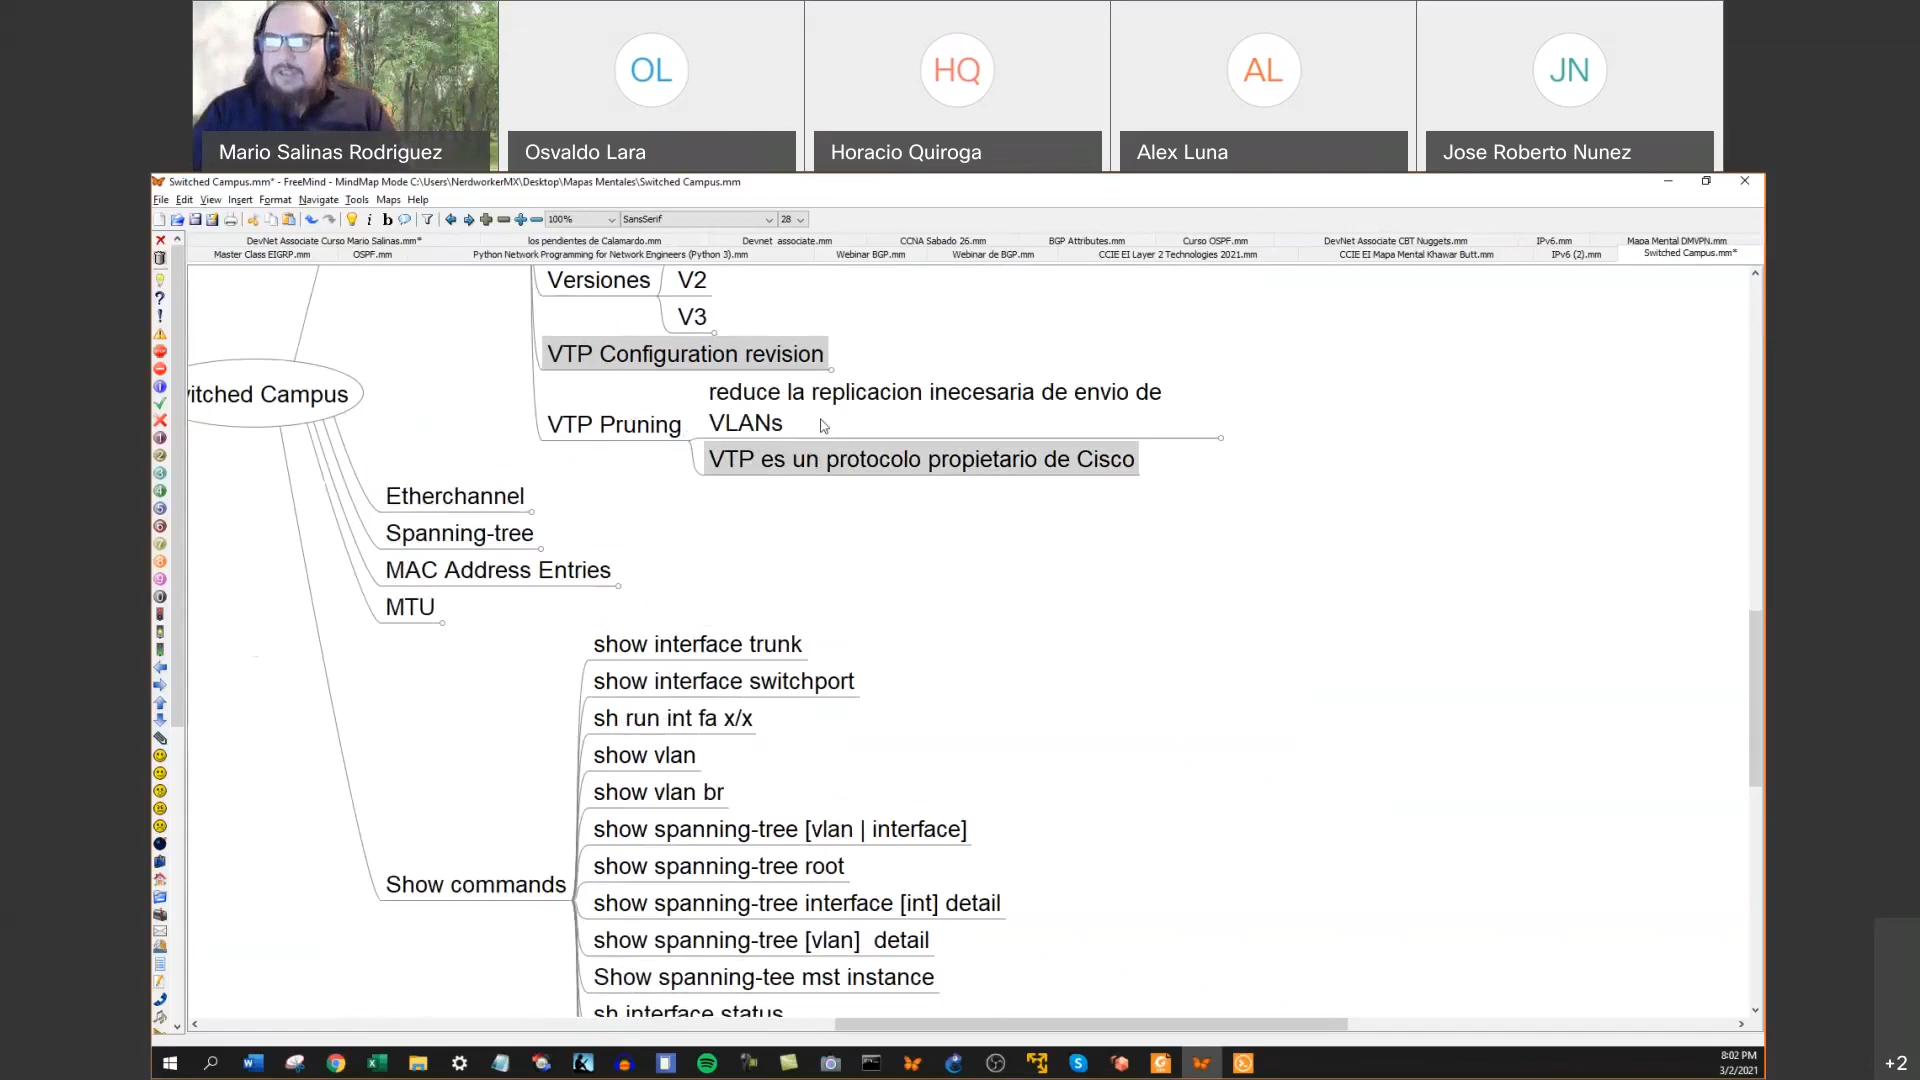 OL
HQ
AL
JN
Mario Salinas Rodriguez
Osvaldo Lara
Horacio Quiroga
Alex Luna
Jose Roberto Nunez
Switched Campus.mm* - FreeMind - MindMap Mode C:\Users\NerdworkerMX\Desktop\Mapas Mentales\Switched Campus.mm)
File Edit View Insert Format Navigate Tools Maps Help
100% SansSerif 28
DevNet Associate Curso Mario Salinas.mm* los pendientes de Calamardo.mm Devnet associate.mm CCNA Sabado 26.mm BGP Attributes.mm Curso OSPF.mm DevNet Associate CBT Nuggets.mm IPv6.mm Mapa Mental DMVPN.mm
Master Class EIGRP.mm OSPF.mm Python Network Programming for Network Engineers (Python 3).mm Webinar BGP.mm Webinar de BGP.mm CCIE EI Layer 2 Technologies 2021.mm CCIE EI Mapa Mental Khawar Butt.mm IPv6 (2).mm Switched Campus.mm*
Versiones
V2
V3
VTP Configuration revision
itched Campus
VTP Pruning
reduce la replicacion inecesaria de envio de
VLANs
VTP es un protocolo propietario de Cisco
Etherchannel
Spanning-tree
MAC Address Entries
MTU
Show commands
show interface trunk
show interface switchport
sh run int fa x/x
show vlan
show vlan br
show spanning-tree [vlan | interface]
show spanning-tree root
show spanning-tree interface [int] detail
show spanning-tree [vlan]  detail
Show spanning-tee mst instance
sh interface status
8:02 PM
3/2/2021
+2